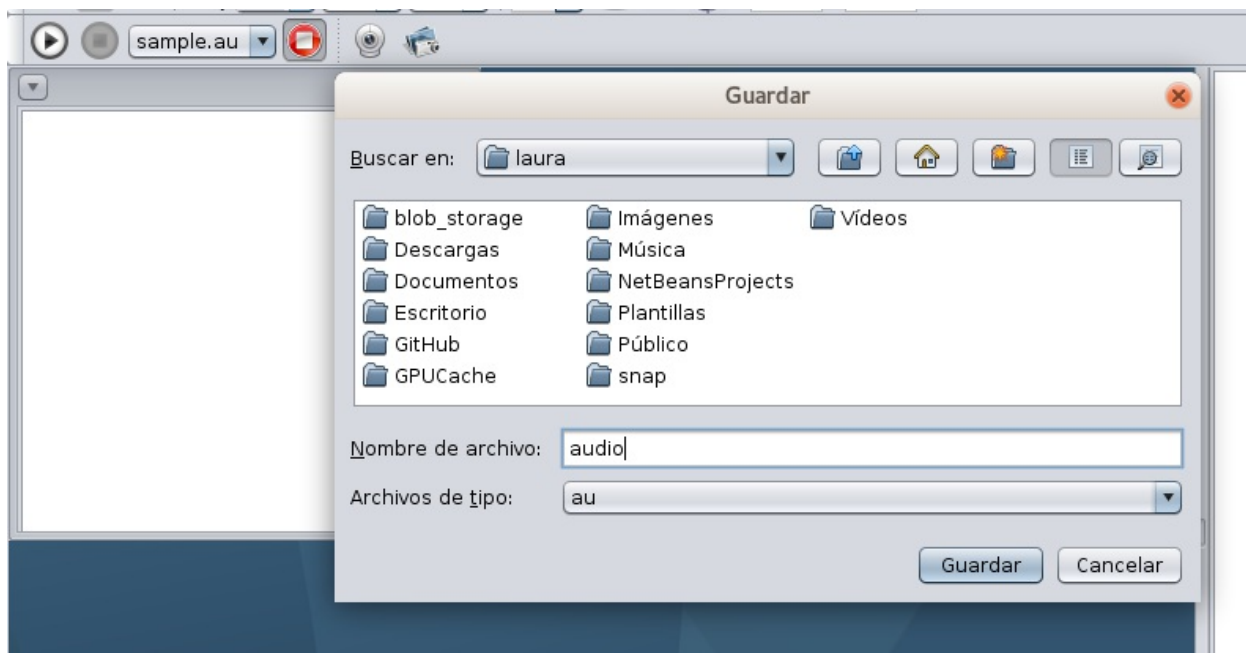 sample.au
Guardar
Buscar en: laura
blob_storage Imágenes Vídeos
Descargas Música
Documentos NetBeansProjects
Escritorio Plantillas
GitHub Público
GPUCache snap
Nombre de archivo: audio
Archivos de tipo: au
Guardar Cancelar